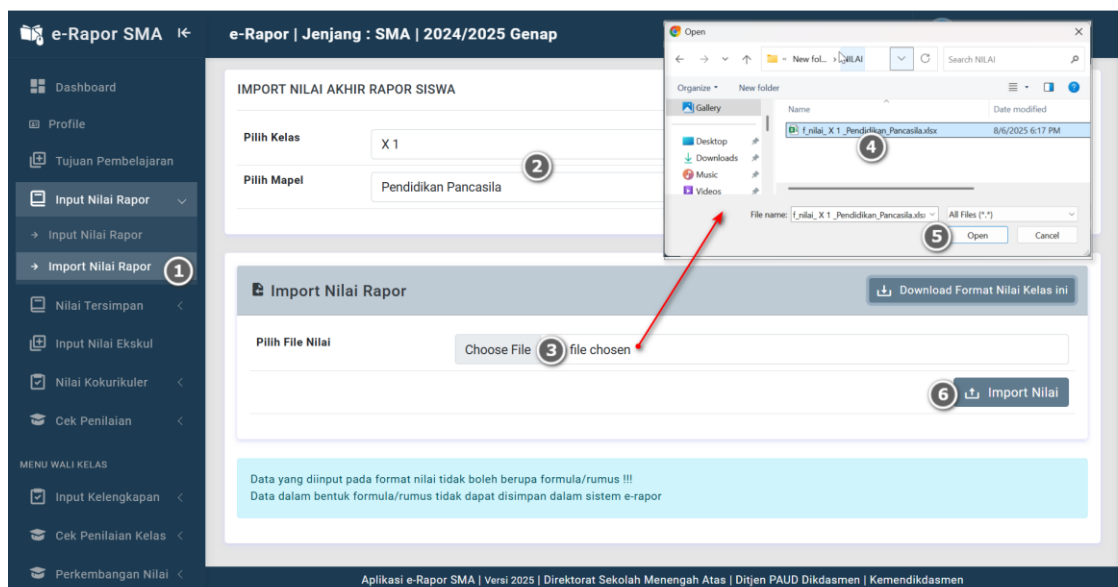 e-Rapor SMA
e-Rapor | Jenjang : SMA | 2024/2025 Genap
Dashboard
Profile
Tujuan Pembelajaran
Input Nilai Rapor
Input Nilai Rapor
Import Nilai Rapor
1
Nilai Tersimpan
Input Nilai Ekskul
Nilai Kokurikuler
Cek Penilaian
MENU WALI KELAS
Input Kelengkapan
Cek Penilaian Kelas
Perkembangan Nilai
IMPORT NILAI AKHIR RAPOR SISWA
Pilih Kelas
X 1
2
Pilih Mapel
Pendidikan Pancasila
Open
New fol...
NILAI
Search NILAI
Organize
New folder
Gallery
Desktop
Downloads
Music
Videos
Name
Date modified
f_nilai_ X 1 _Pendidikan_Pancasila.xlsx
8/6/2025 6:17 PM
4
File name:
f_nilai_ X 1 _Pendidikan_Pancasila.xls
All Files (*.*)
5
Open
Cancel
Import Nilai Rapor
Download Format Nilai Kelas ini
Pilih File Nilai
Choose File
3
file chosen
6
Import Nilai
Data yang diinput pada format nilai tidak boleh berupa formula/rumus !!!
Data dalam bentuk formula/rumus tidak dapat disimpan dalam sistem e-rapor
Aplikasi e-Rapor SMA | Versi 2025 | Direktorat Sekolah Menengah Atas | Ditjen PAUD Dikdasmen | Kemendikdasmen